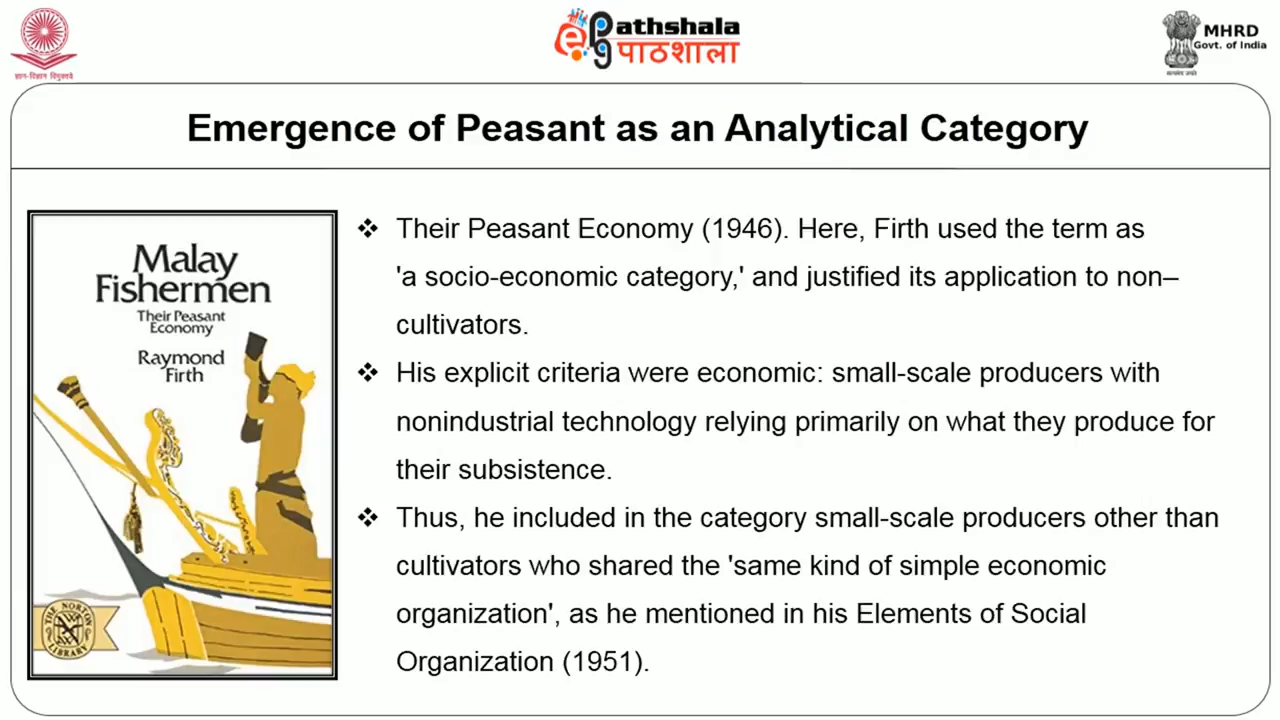 ज्ञान-विज्ञान विमुक्तये
ePathshala
पाठशाला
MHRD
Govt. of India
सत्यमेव जयते
Emergence of Peasant as an Analytical Category
Malay
Fishermen
Their Peasant
Economy
Raymond
Firth
THE NORTON
LIBRARY
❖ Their Peasant Economy (1946). Here, Firth used the term as
'a socio-economic category,' and justified its application to non–
cultivators.
❖ His explicit criteria were economic: small-scale producers with
nonindustrial technology relying primarily on what they produce for
their subsistence.
❖ Thus, he included in the category small-scale producers other than
cultivators who shared the 'same kind of simple economic
organization', as he mentioned in his Elements of Social
Organization (1951).